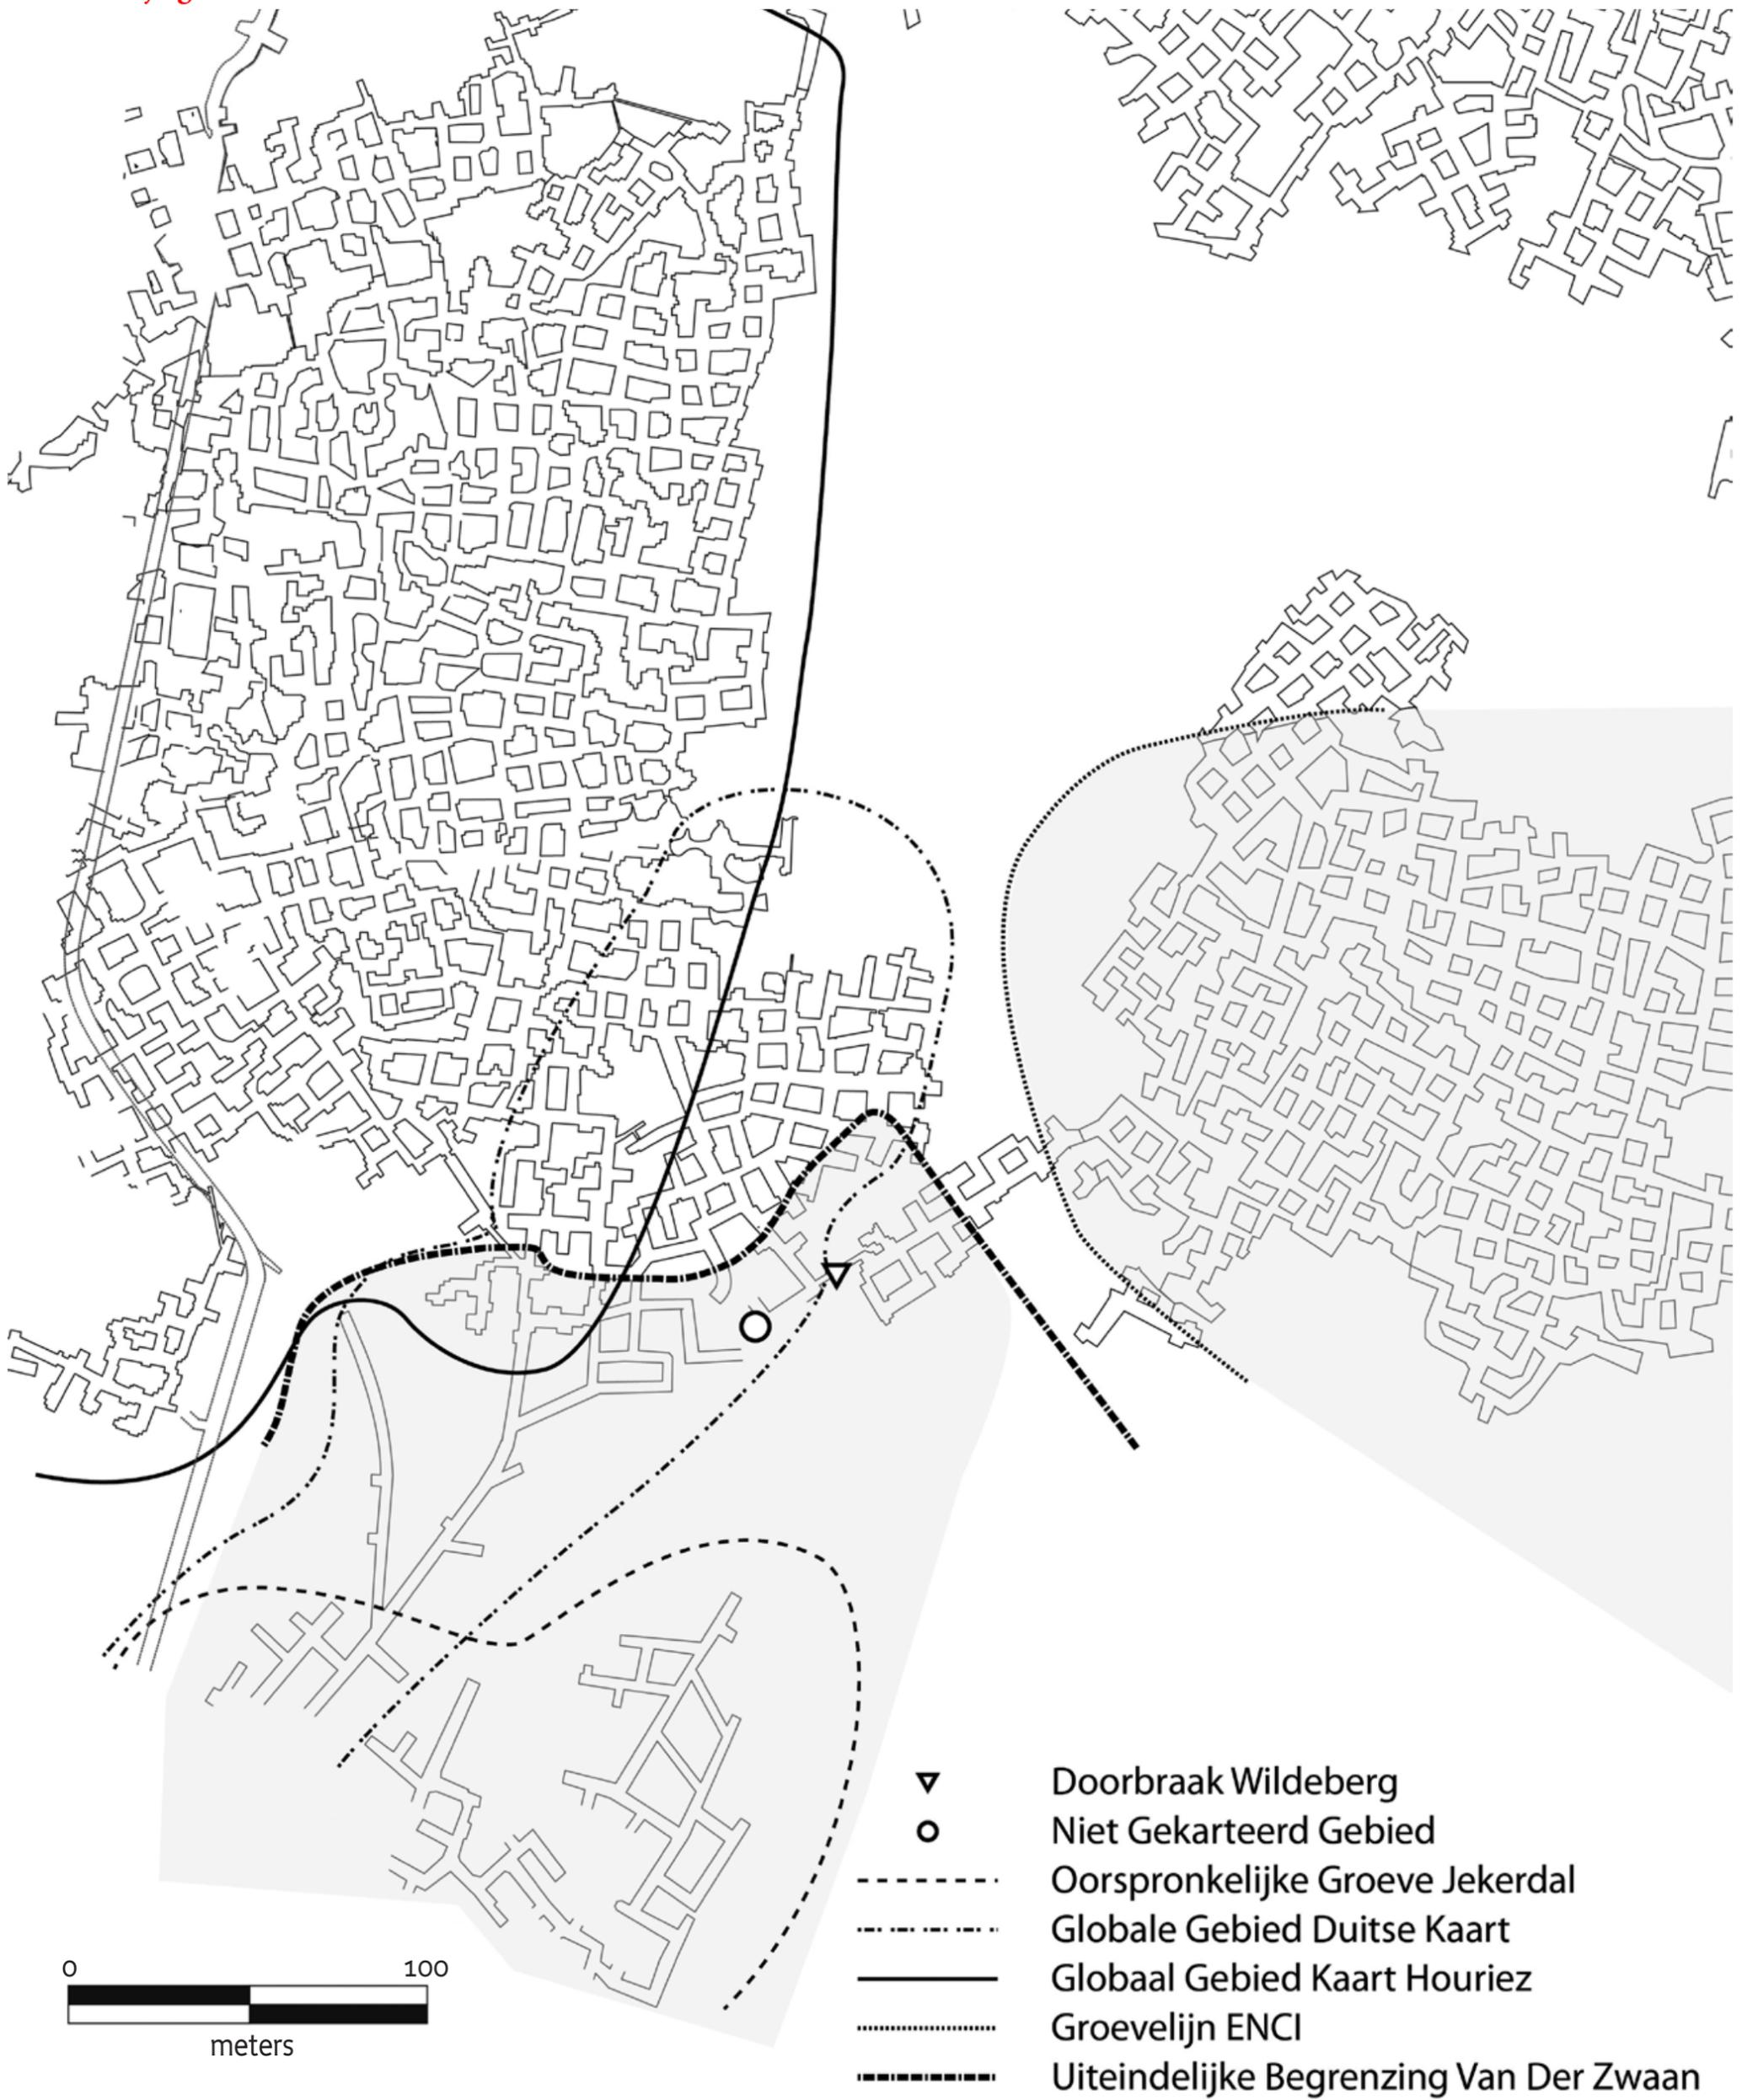 Doorbraak Wildeberg
Niet Gekarteerd Gebied
Oorspronkelijke Groeve Jekerdal
Globale Gebied Duitse Kaart
Globaal Gebied Kaart Houriez
Groevelijn ENCI
Uiteindelijke Begrenzing Van Der Zwaan
0 100
meters